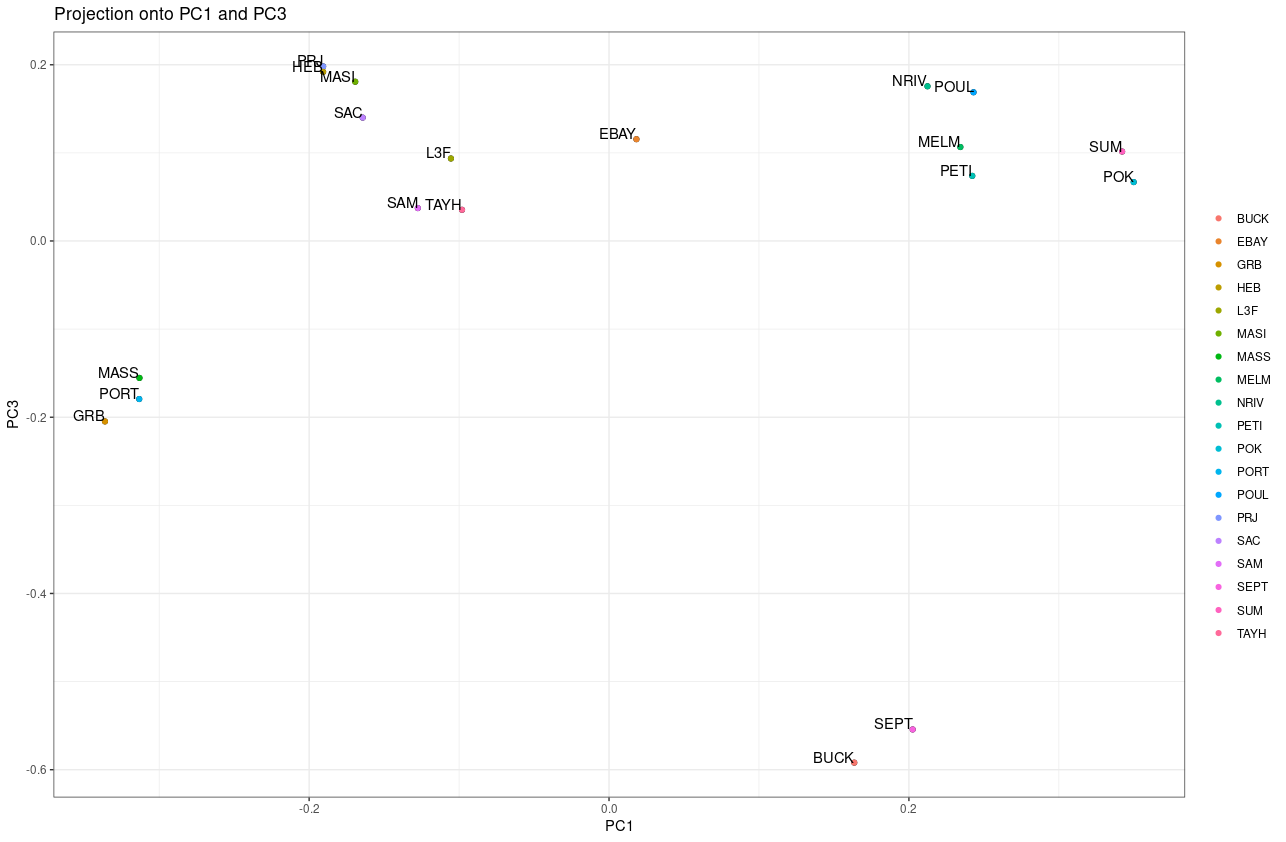 Projection onto PC1 and PC3
PRJ
HEB
MASI
SAC
L3F
SAM
TAYH
EBAY
NRIV
POUL
MELM
PETI
SUM
POK
MASS
PORT
GRB
SEPT
BUCK
0.2
0.0
-0.2
-0.4
-0.6
PC3
-0.2
0.0
0.2
PC1
BUCK
EBAY
GRB
HEB
L3F
MASI
MASS
MELM
NRIV
PETI
POK
PORT
POUL
PRJ
SAC
SAM
SEPT
SUM
TAYH